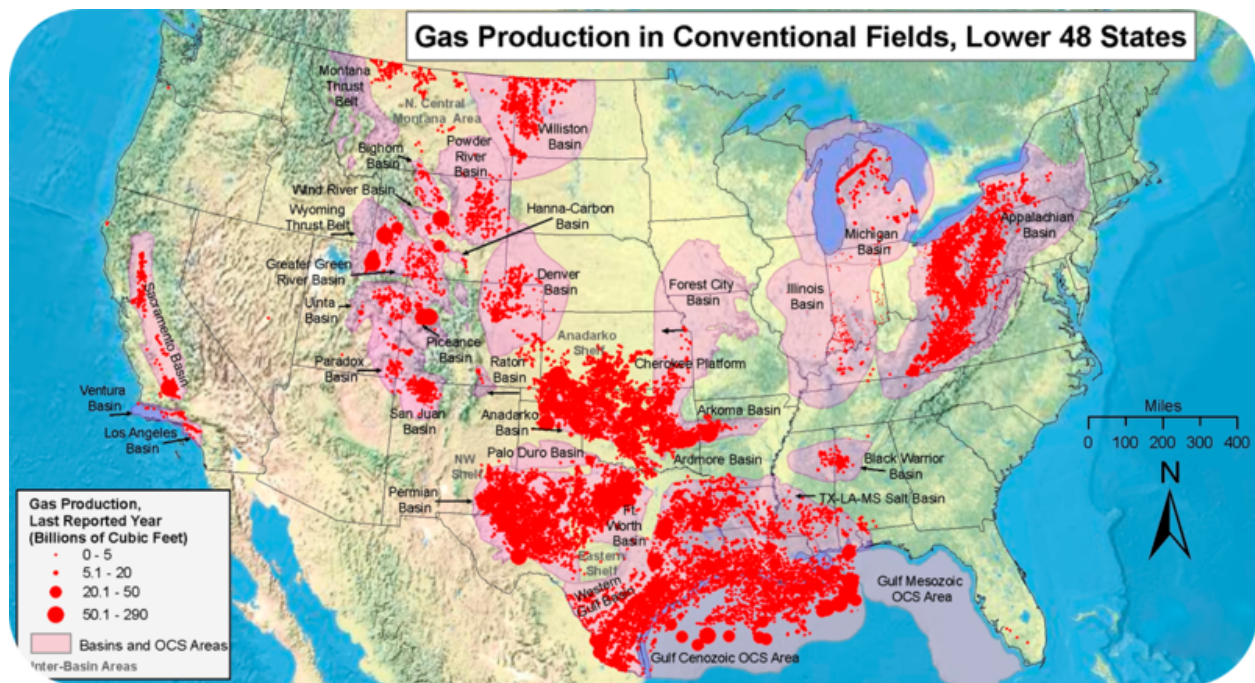 Gas Production in Conventional Fields, Lower 48 States
Montana
Thrust
Belt
N. Central
Montana Area
Williston
Basin
Powder
River
Basin
Bighorn
Basin
Wind River Basin
Wyoming
Thrust Belt
Hanna-Carbon
Basin
Greater Green
River Basin
Uinta
Basin
Denver
Basin
Forest City
Basin
Illinois
Basin
Michigan
Basin
Appalachian
Basin
Sacramento Basin
Piceance
Basin
Anadarko
Shelf
Cherokee Platform
Paradox
Basin
Raton
Basin
Ventura
Basin
Los Angeles
Basin
San Juan
Basin
Anadarko
Basin
Arkoma Basin
Palo Duro Basin
Ardmore Basin
NW
Shelf
Black Warrior
Basin
Permian
Basin
TX-LA-MS Salt Basin
Ft.
Worth
Basin
Eastern
Shelf
Western
Gulf Basin
Gulf Mesozoic
OCS Area
Gulf Cenozoic OCS Area
Miles
0 100 200 300 400
N
Gas Production,
Last Reported Year
(Billions of Cubic Feet)
0 - 5
5.1 - 20
20.1 - 50
50.1 - 290
Basins and OCS Areas
Inter-Basin Areas